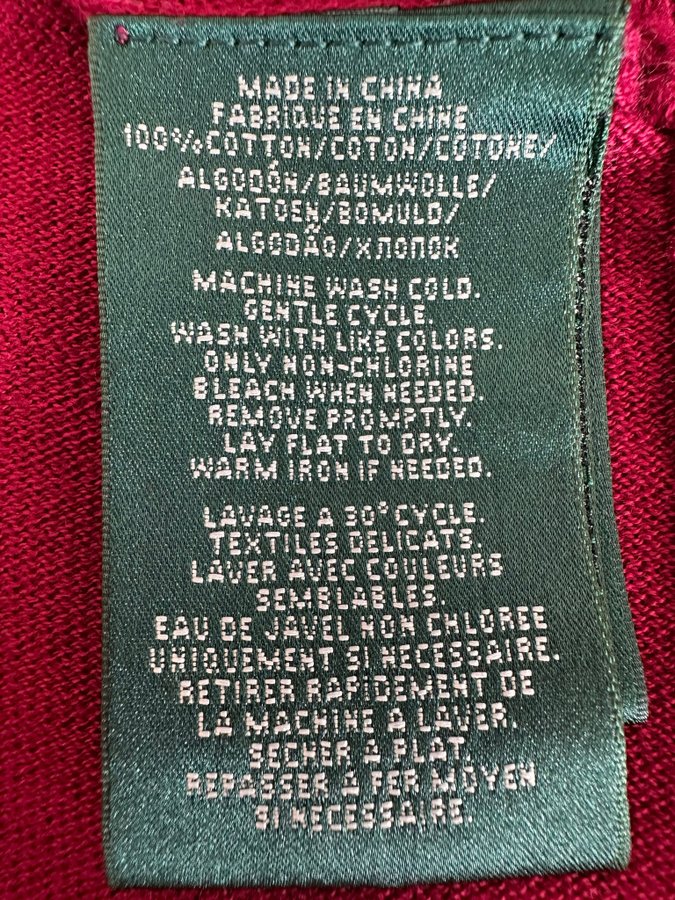 MADE IN CHINA
FABRIQUE EN CHINE
100%COTTON/COTON/COTONE/
ALGODÓN/BAUMWOLLE/
KATOEN/BOMULD/
ALGODÃO/ХЛОПОК
MACHINE WASH COLD.
GENTLE CYCLE
WASH WITH LIKE COLORS.
ONLY NON-CHLORINE
BLEACH WHEN NEEDED.
REMOVE PROMPTLY.
LAY FLAT TO DRY.
WARM IRON IF NEEDED.
LAVAGE A 30° CYCLE.
TEXTILES DELICATS.
LAVER AVEC COULEURS
SEMBLABLES.
EAU DE JAVEL NON CHLOREE
UNIQUEMENT SI NECESSAIRE.
RETIRER RAPIDEMENT DE
LA MACHINE A LAVER.
SECHER A PLAT
REPASSER A FER MOYEN
SI NECESSAIRE.